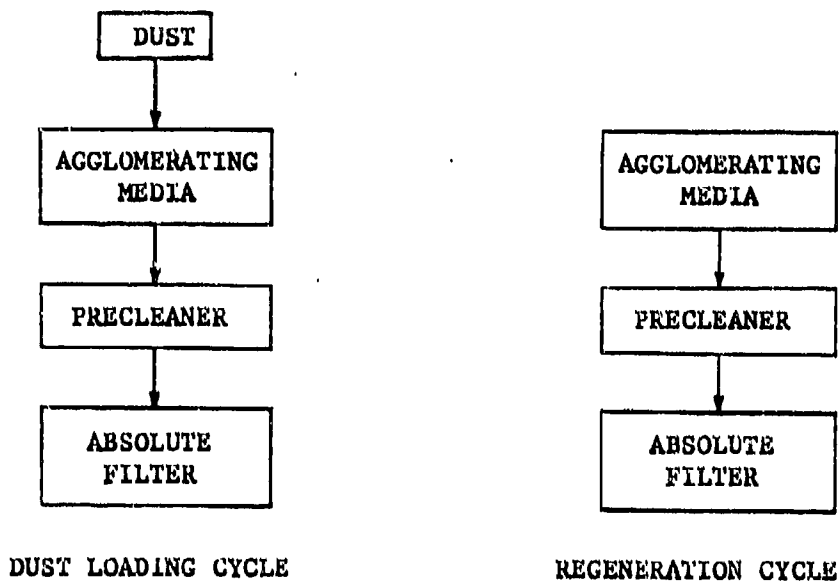 DUST
AGGLOMERATING
MEDIA
PRECLEANER
ABSOLUTE
FILTER
DUST LOADING CYCLE
AGGLOMERATING
MEDIA
PRECLEANER
ABSOLUTE
FILTER
REGENERATION CYCLE